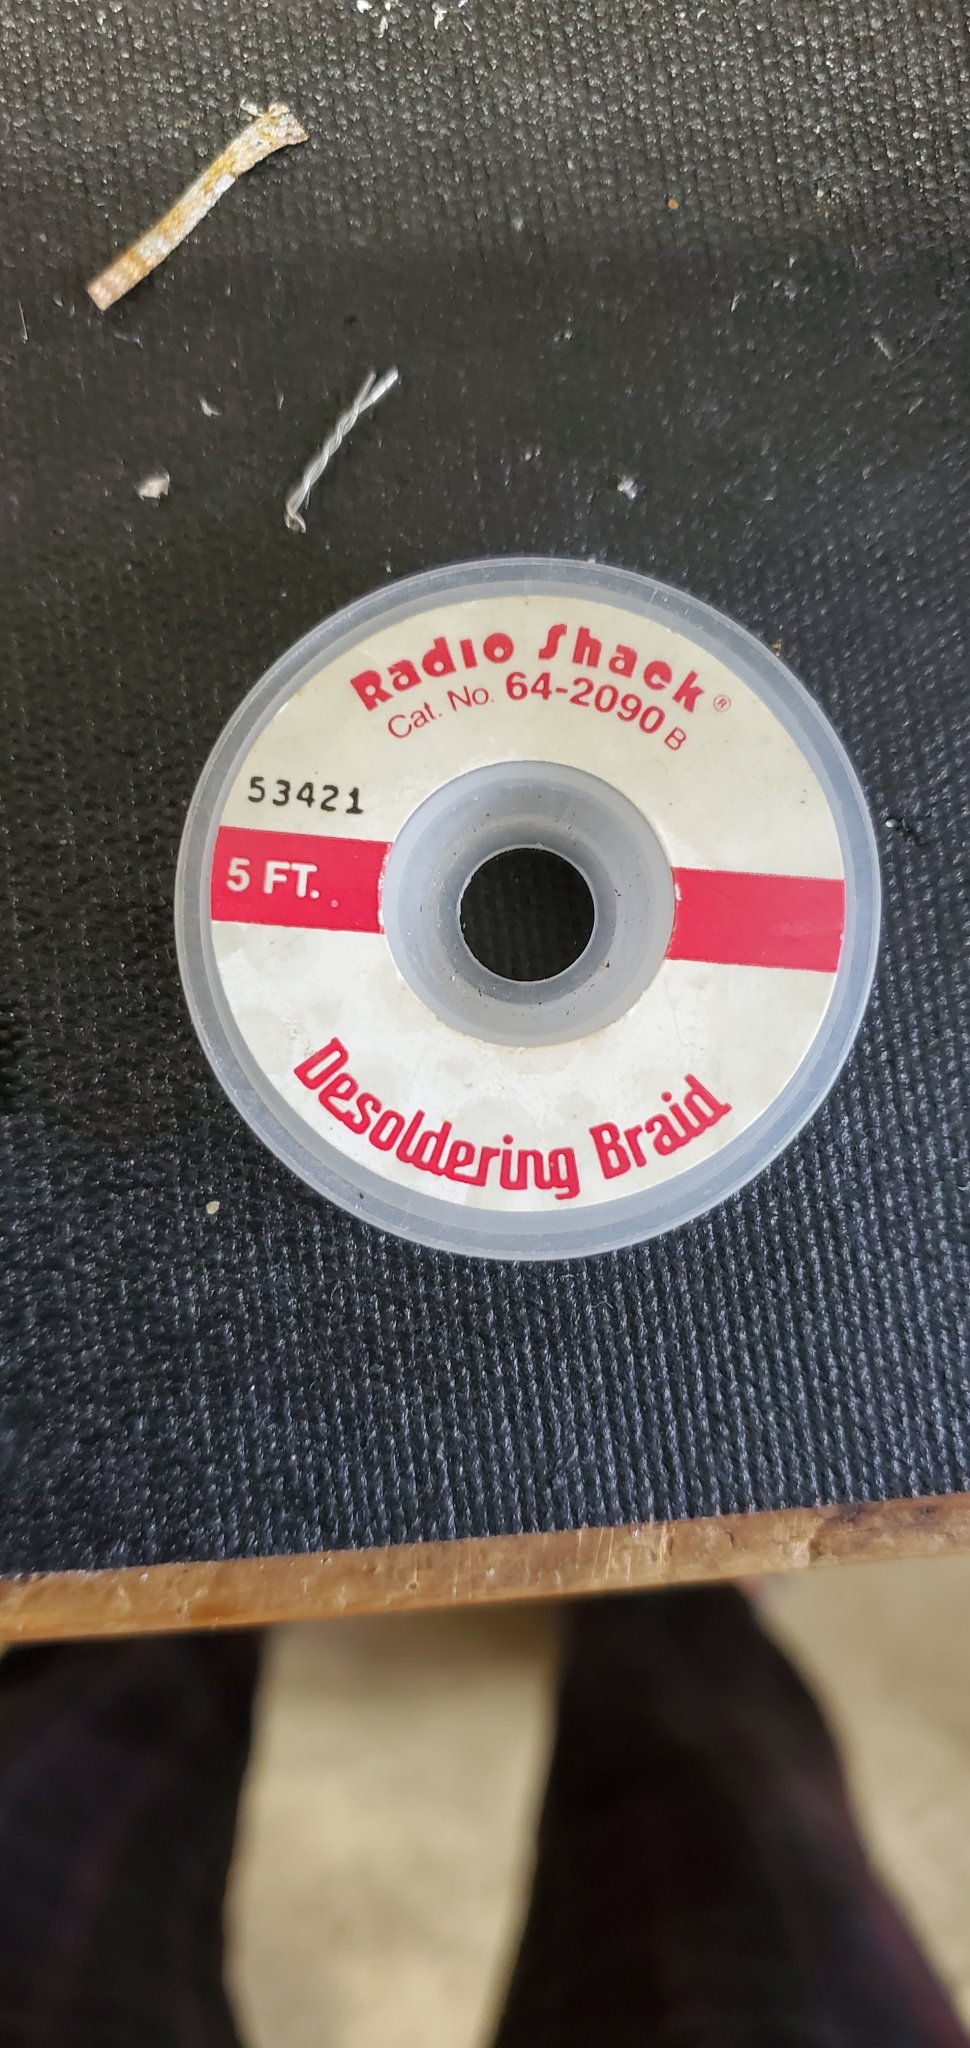 Radio Shack®
Cat. No. 64-2090 B
53421
5 FT.
Desoldering Braid